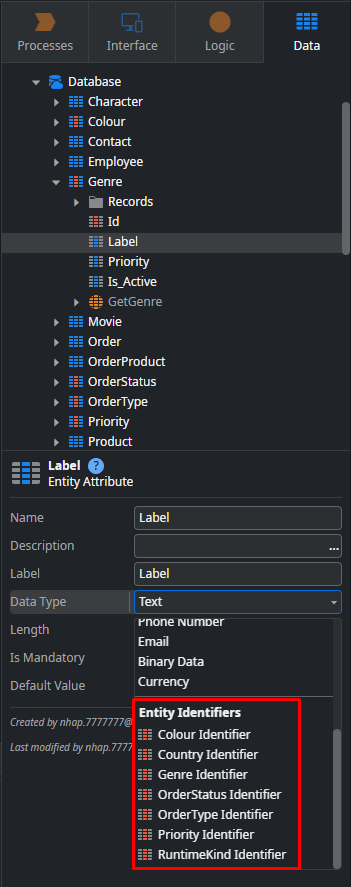 Processes
Interface
Logic
Data
Database
Character
Colour
Contact
Employee
Genre
Records
Id
Label
Priority
Is_Active
GetGenre
Movie
Order
OrderProduct
OrderStatus
OrderType
Priority
Product
Label ?
Entity Attribute
Name Label
Description ...
Label Label
Data Type Text
Length
Is Mandatory
Default Value
Phone Number
Email
Binary Data
Currency
Created by nhap.7777777@
Last modified by nhap.7777
Entity Identifiers
Colour Identifier
Country Identifier
Genre Identifier
OrderStatus Identifier
OrderType Identifier
Priority Identifier
RuntimeKind Identifier